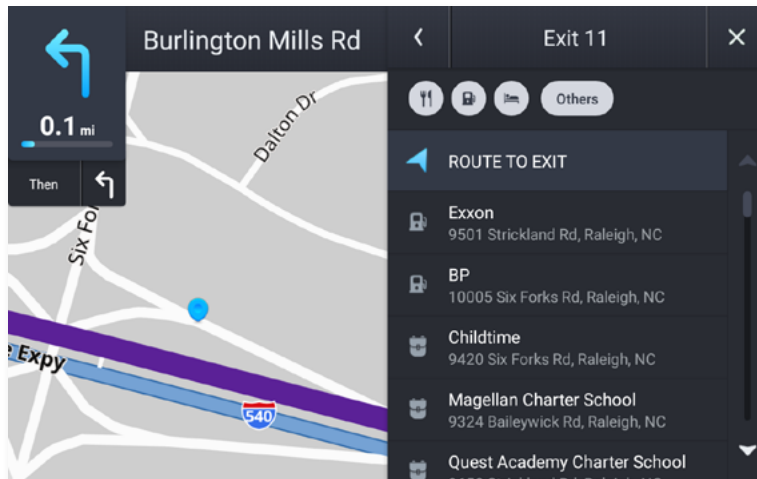 Burlington Mills Rd
0.1 mi
Then
Dalton Dr
Six Fo
e Expy
540
Exit 11
Others
ROUTE TO EXIT
Exxon
9501 Strickland Rd, Raleigh, NC
BP
10005 Six Forks Rd, Raleigh, NC
Childtime
9420 Six Forks Rd, Raleigh, NC
Magellan Charter School
9324 Baileywick Rd, Raleigh, NC
Quest Academy Charter School